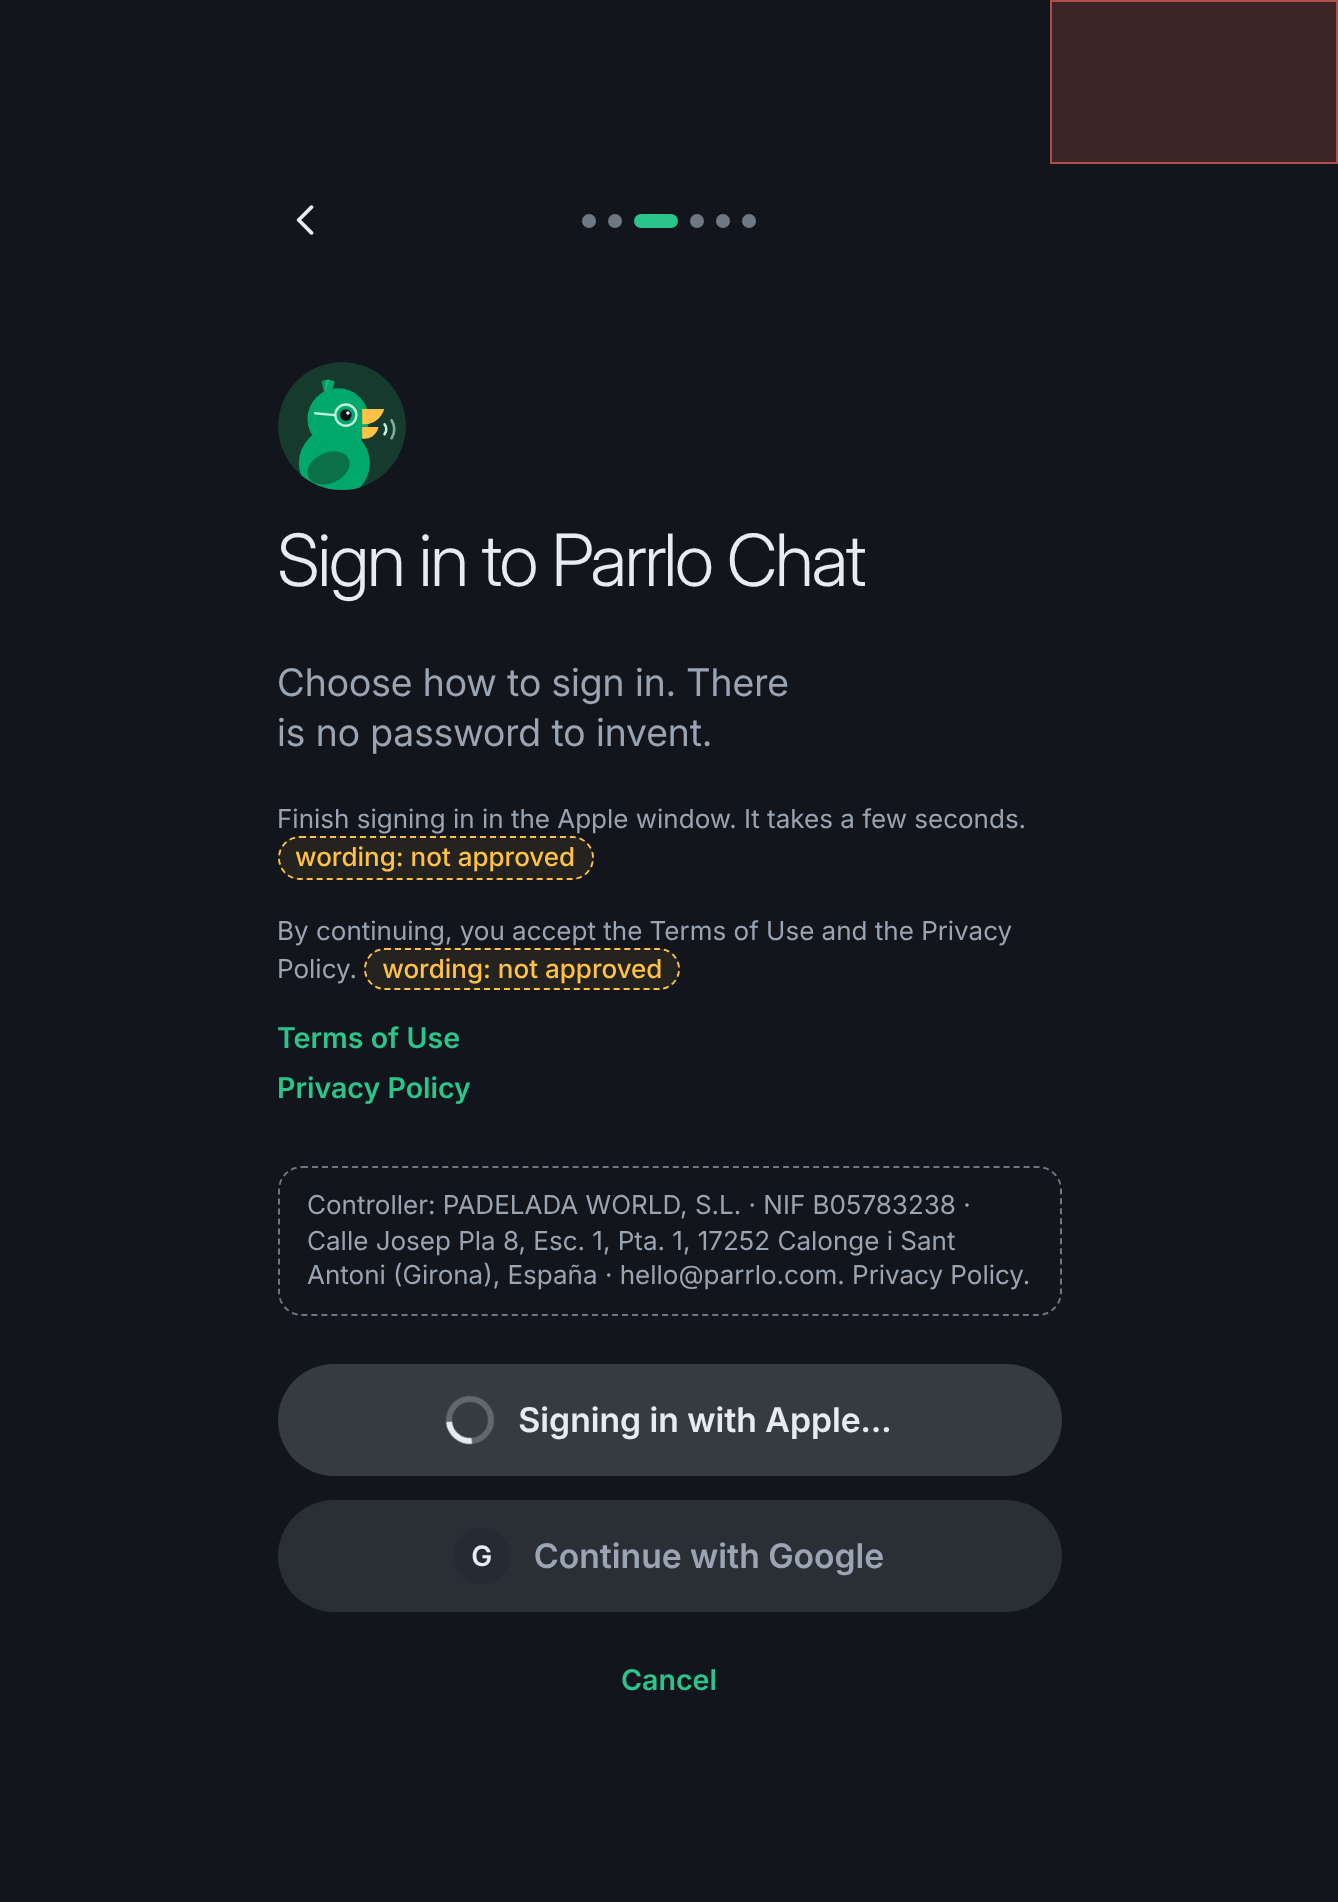 Sign in to Parrlo Chat
Choose how to sign in. There
is no password to invent.
Finish signing in in the Apple window. It takes a few seconds.
wording: not approved
By continuing, you accept the Terms of Use and the Privacy
Policy. wording: not approved
Terms of Use
Privacy Policy
Controller: PADELADA WORLD, S.L. · NIF B05783238 ·
Calle Josep Pla 8, Esc. 1, Pta. 1, 17252 Calonge i Sant
Antoni (Girona), España · hello@parrlo.com. Privacy Policy.
Signing in with Apple...
G Continue with Google
Cancel